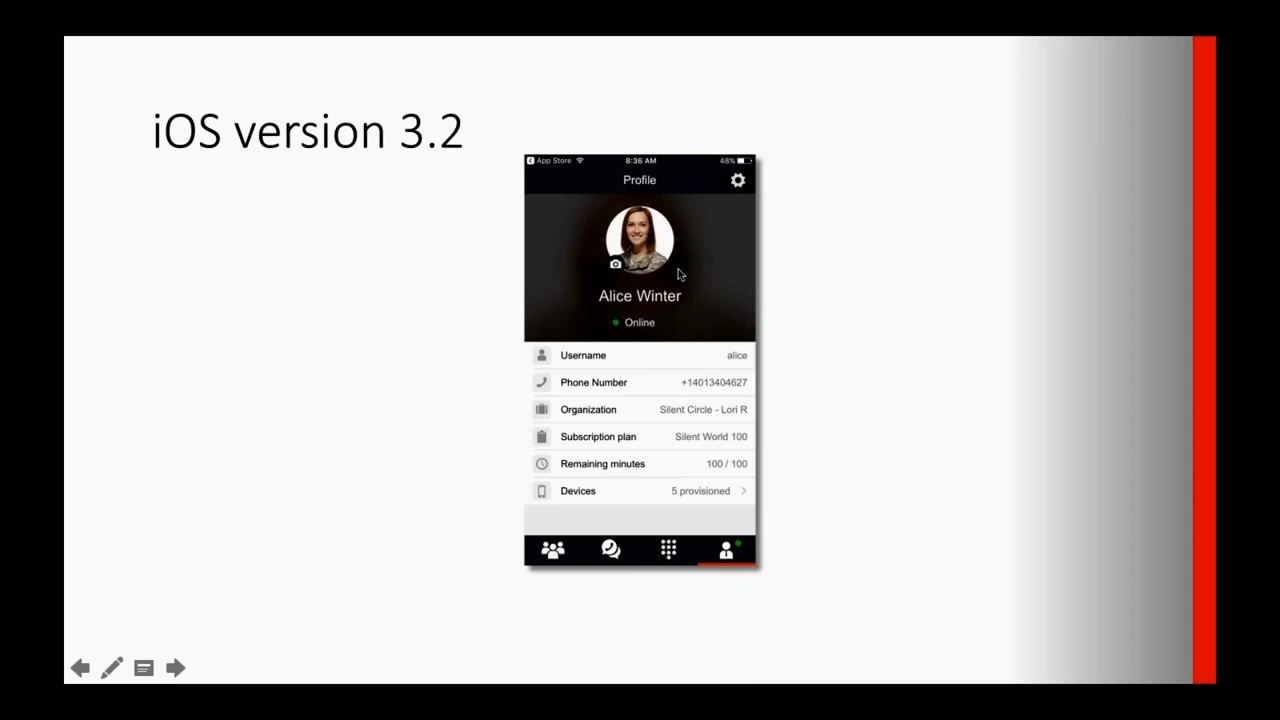 iOS version 3.2
App Store 8:36 AM 48%
Profile
Alice Winter
Online
Username alice
Phone Number +14013404627
Organization Silent Circle - Lori R
Subscription plan Silent World 100
Remaining minutes 100 / 100
Devices 5 provisioned